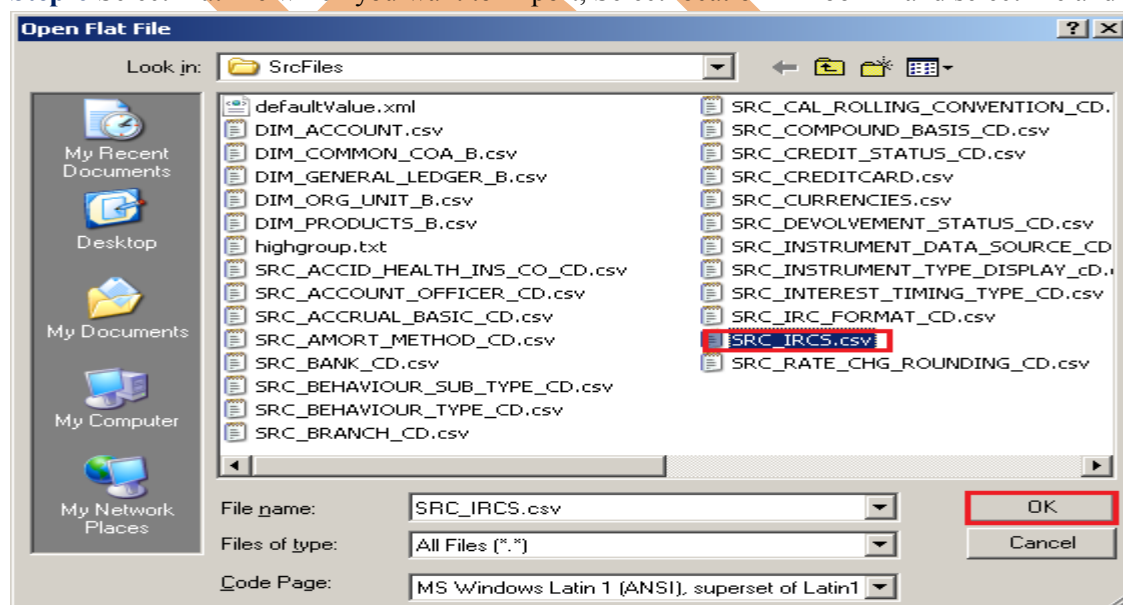 Open Flat File
Look in:
SrcFiles
My Recent
Documents
Desktop
My Documents
My Computer
My Network
Places
defaultValue.xml
DIM_ACCOUNT.csv
DIM_COMMON_COA_B.csv
DIM_GENERAL_LEDGER_B.csv
DIM_ORG_UNIT_B.csv
DIM_PRODUCTS_B.csv
highgroup.txt
SRC_ACCID_HEALTH_INS_CO_CD.csv
SRC_ACCOUNT_OFFICER_CD.csv
SRC_ACCRUAL_BASIC_CD.csv
SRC_AMORT_METHOD_CD.csv
SRC_BANK_CD.csv
SRC_BEHAVIOUR_SUB_TYPE_CD.csv
SRC_BEHAVIOUR_TYPE_CD.csv
SRC_BRANCH_CD.csv
SRC_CAL_ROLLING_CONVENTION_CD.
SRC_COMPOUND_BASIS_CD.csv
SRC_CREDIT_STATUS_CD.csv
SRC_CREDITCARD.csv
SRC_CURRENCIES.csv
SRC_DEVOLVEMENT_STATUS_CD.csv
SRC_INSTRUMENT_DATA_SOURCE_CD
SRC_INSTRUMENT_TYPE_DISPLAY_cD.
SRC_INTEREST_TIMING_TYPE_CD.csv
SRC_IRC_FORMAT_CD.csv
SRC_IRCS.csv
SRC_RATE_CHG_ROUNDING_CD.csv
File name:
SRC_IRCS.csv
OK
Files of type:
All Files (*.*)
Cancel
Code Page:
MS Windows Latin 1 (ANSI), superset of Latin1